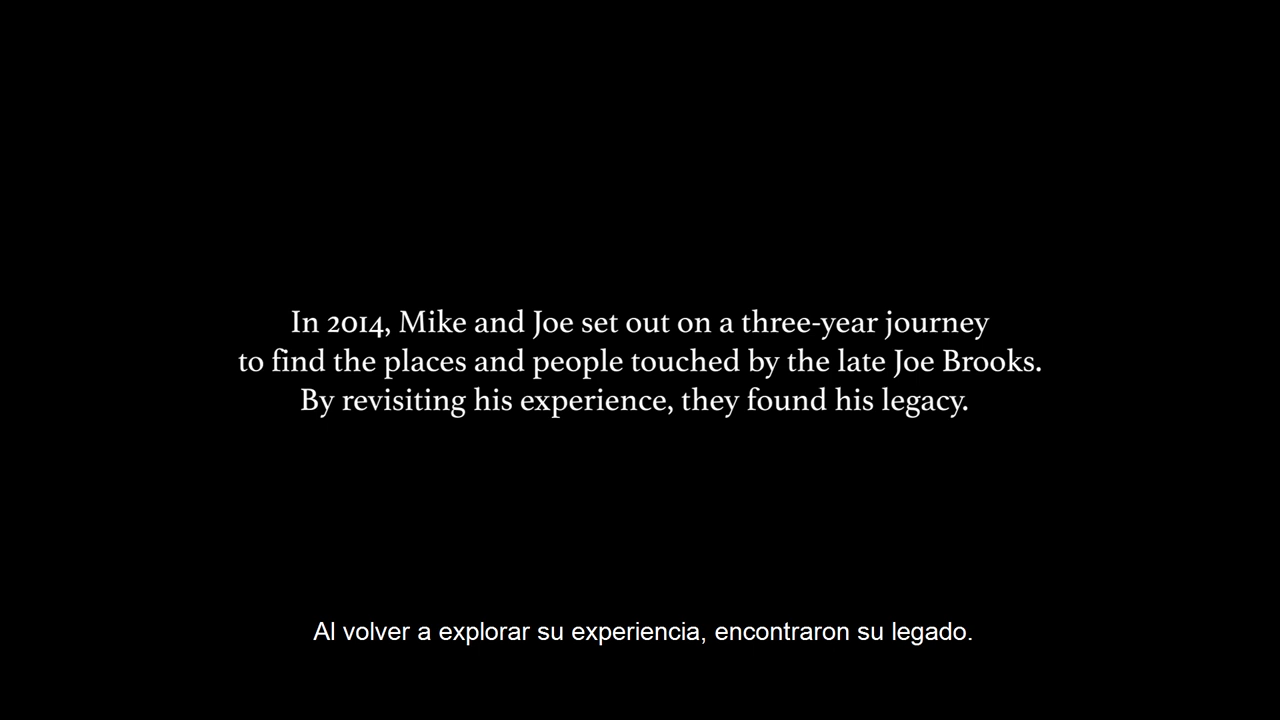 In 2014, Mike and Joe set out on a three-year journey
to find the places and people touched by the late Joe Brooks.
By revisiting his experience, they found his legacy.
Al volver a explorar su experiencia, encontraron su legado.